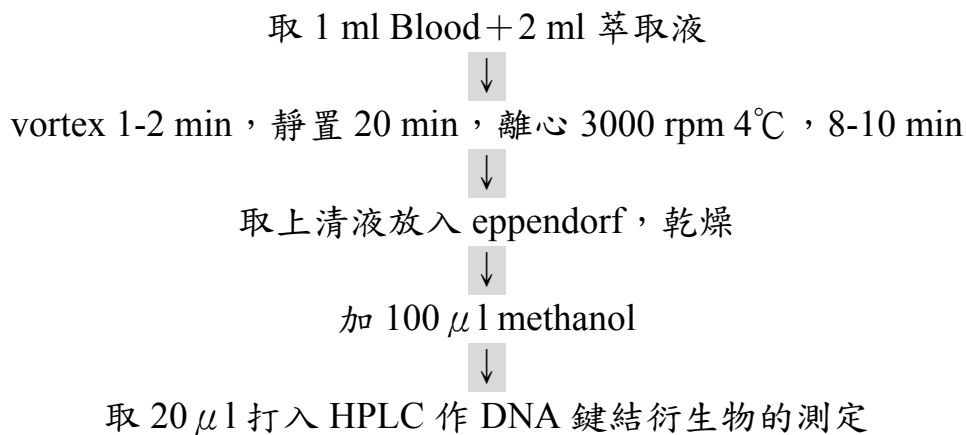 取 1 ml Blood＋2 ml 萃取液
↓
vortex 1-2 min，靜置 20 min，離心 3000 rpm 4℃，8-10 min
↓
取上清液放入 eppendorf，乾燥
↓
加 100 μl methanol
↓
取 20 μl 打入 HPLC 作 DNA 鍵結衍生物的測定